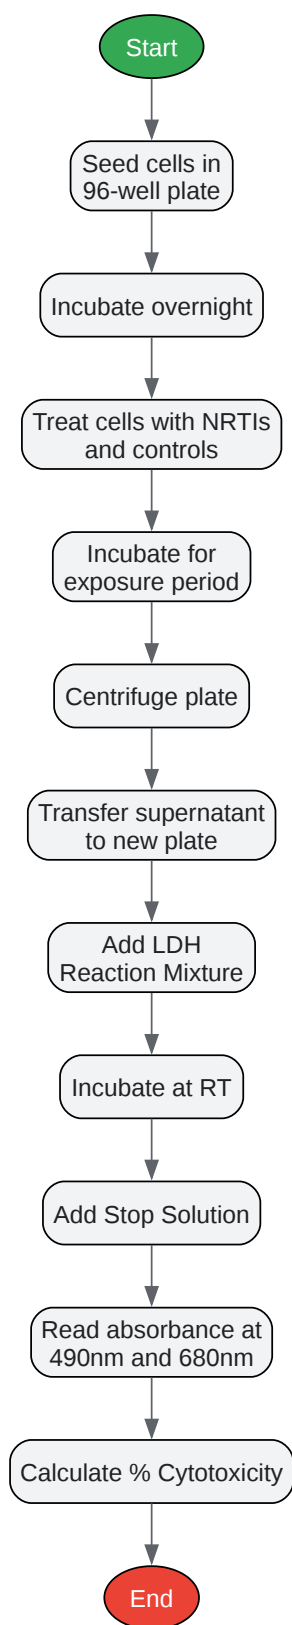 Start
Seed cells in
96-well plate
Incubate overnight
Treat cells with NRTIs
and controls
Incubate for
exposure period
Centrifuge plate
Transfer supernatant
to new plate
Add LDH
Reaction Mixture
Incubate at RT
Add Stop Solution
Read absorbance at
490nm and 680nm
Calculate % Cytotoxicity
End